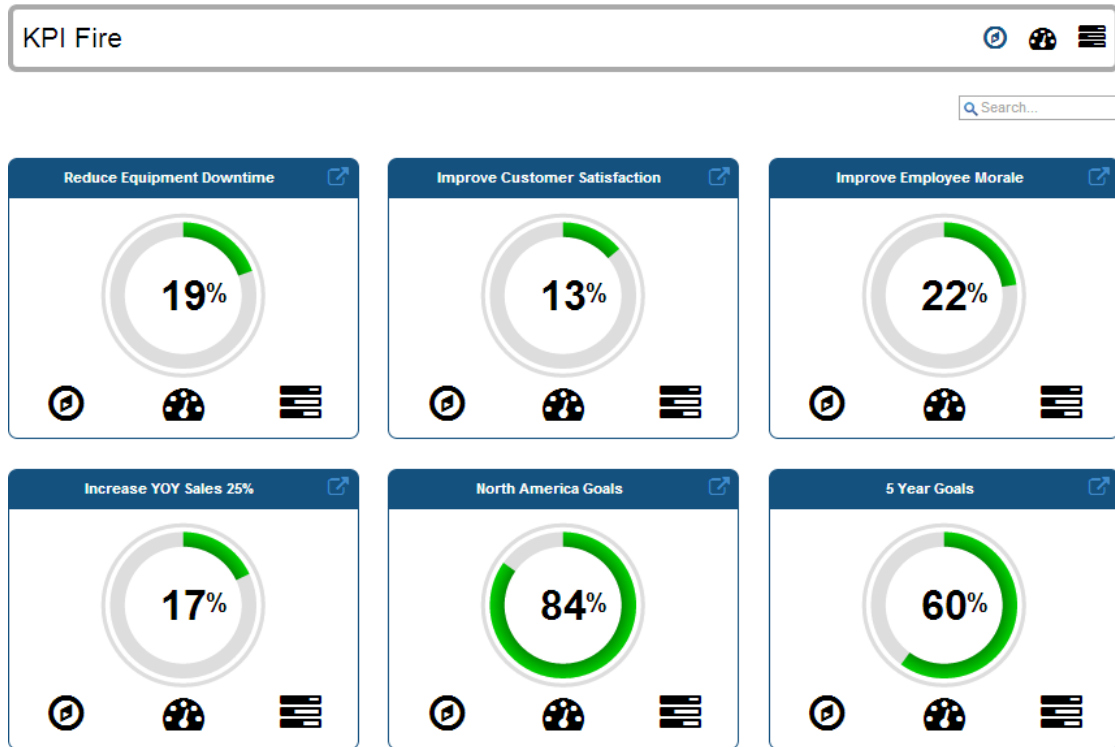 KPI Fire
Search...
Reduce Equipment Downtime
Improve Customer Satisfaction
Improve Employee Morale
19%
13%
22%
Increase YOY Sales 25%
North America Goals
5 Year Goals
17%
84%
60%